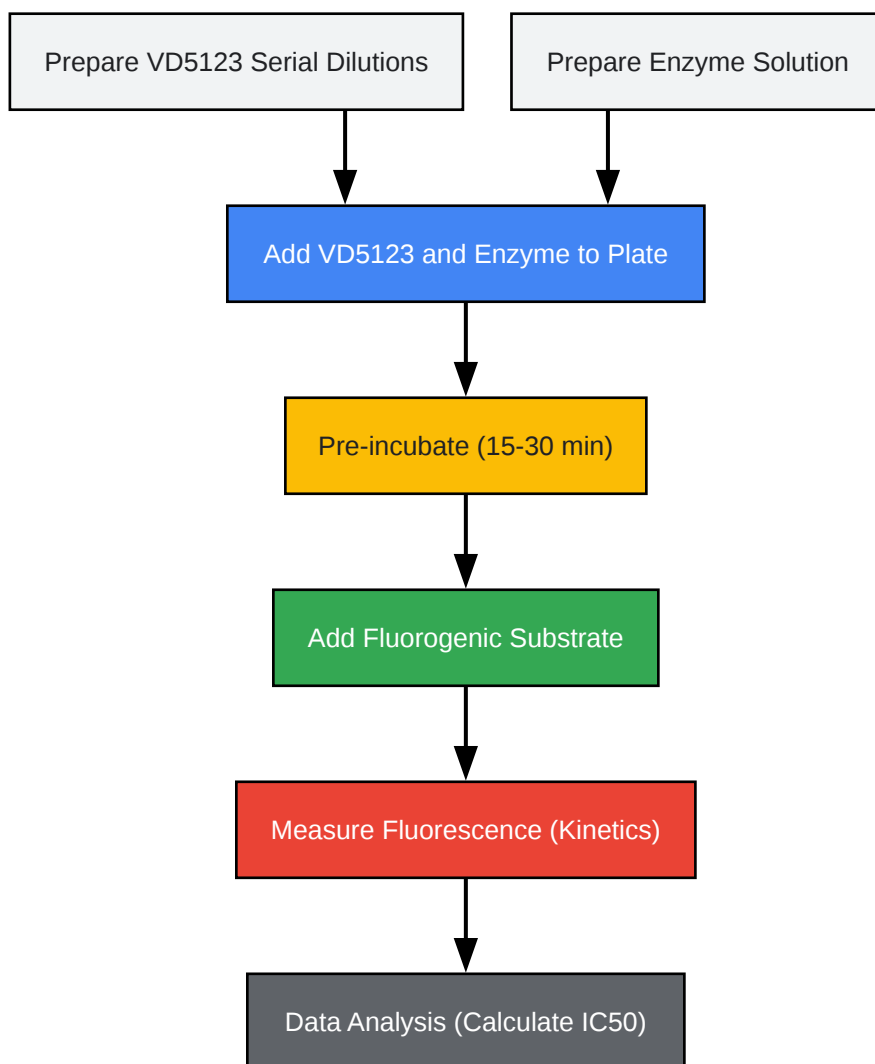 Prepare VD5123 Serial Dilutions
Prepare Enzyme Solution
Add VD5123 and Enzyme to Plate
Pre-incubate (15-30 min)
Add Fluorogenic Substrate
Measure Fluorescence (Kinetics)
Data Analysis (Calculate IC50)